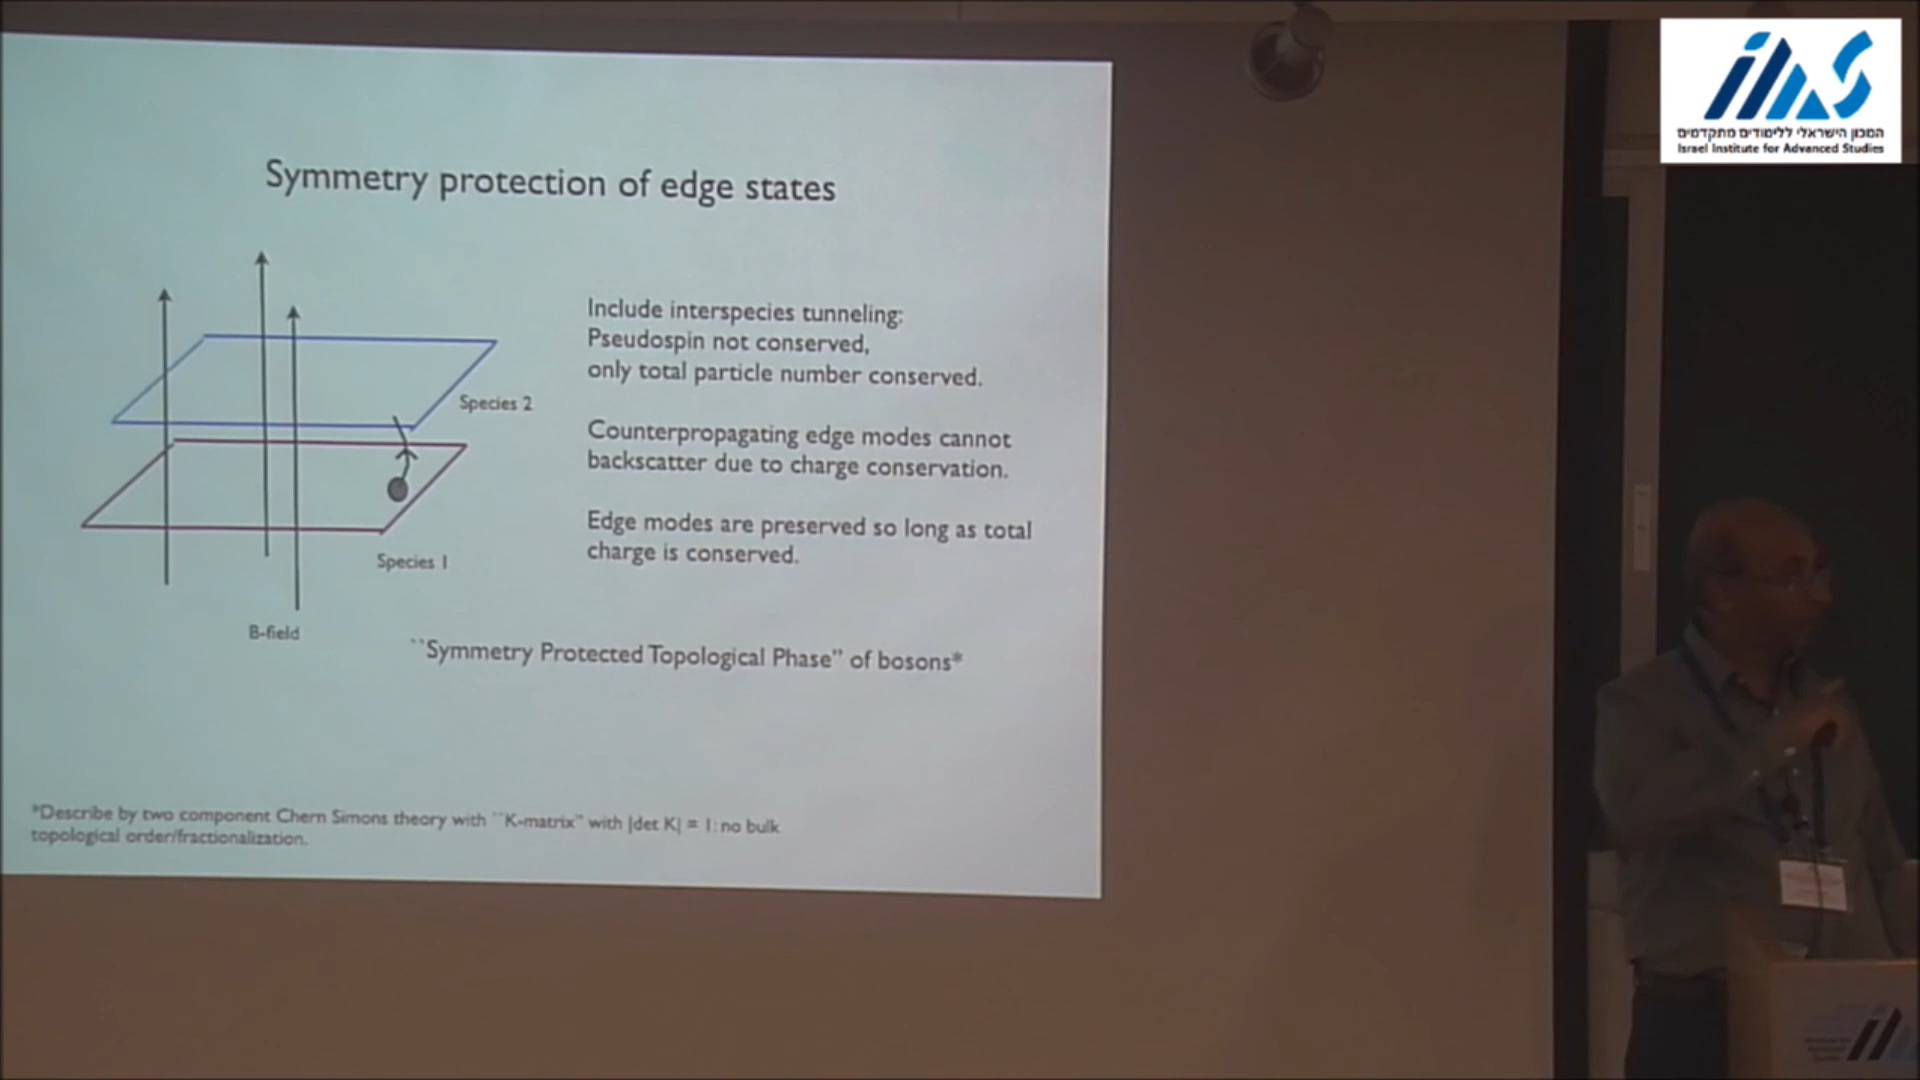 המכון הישראלי ללימודים מתקדמים
Israel Institute for Advanced Studies
Symmetry protection of edge states
Include interspecies tunneling:
Pseudospin not conserved,
only total particle number conserved.
Species 2
Counterpropagating edge modes cannot
backscatter due to charge conservation.
Edge modes are preserved so long as total
charge is conserved.
Species 1
B-field
``Symmetry Protected Topological Phase” of bosons*
*Describe by two component Chern Simons theory with ``K-matrix” with |det K| = 1: no bulk
topological order/fractionalization.